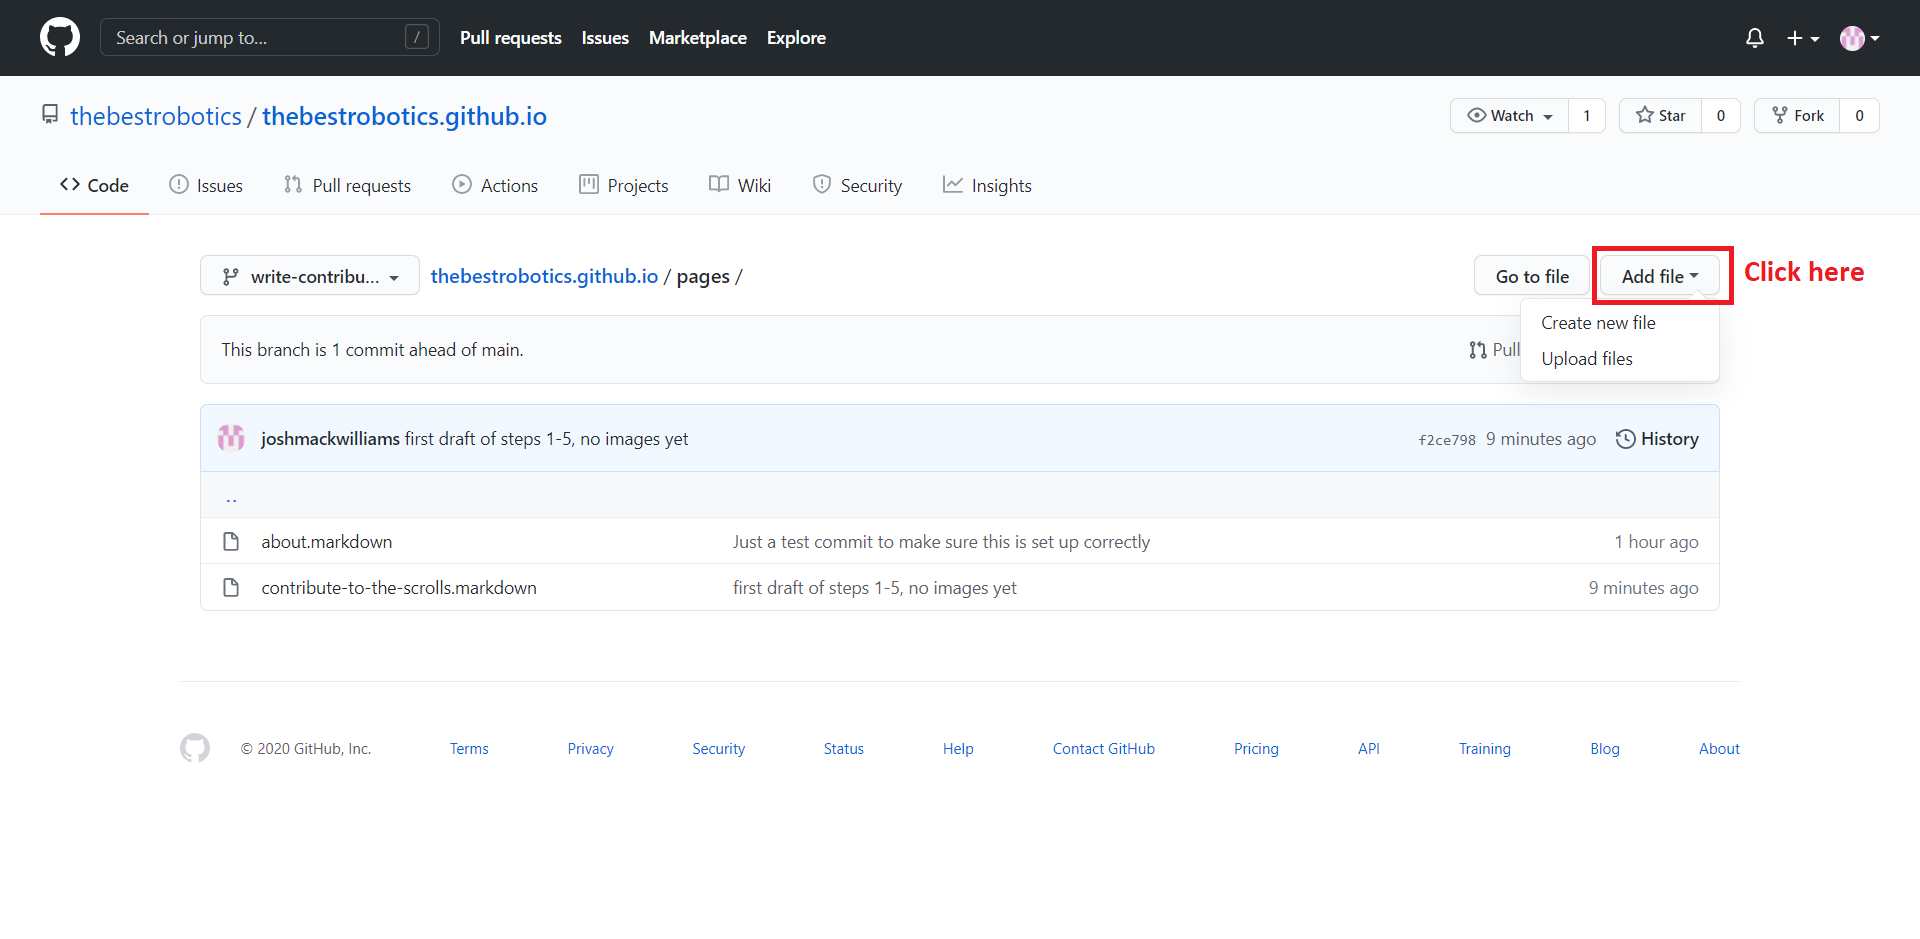 Search or jump to... /
Pull requests Issues Marketplace Explore
thebestrobotics / thebestrobotics.github.io
Watch 1 Star 0 Fork 0
Code Issues Pull requests Actions Projects Wiki Security Insights
write-contribu... thebestrobotics.github.io / pages /
Go to file Add file Click here
Create new file
Upload files
This branch is 1 commit ahead of main.
Pull
joshmackwilliams first draft of steps 1-5, no images yet f2ce798 9 minutes ago History
..
about.markdown Just a test commit to make sure this is set up correctly 1 hour ago
contribute-to-the-scrolls.markdown first draft of steps 1-5, no images yet 9 minutes ago
© 2020 GitHub, Inc. Terms Privacy Security Status Help Contact GitHub Pricing API Training Blog About